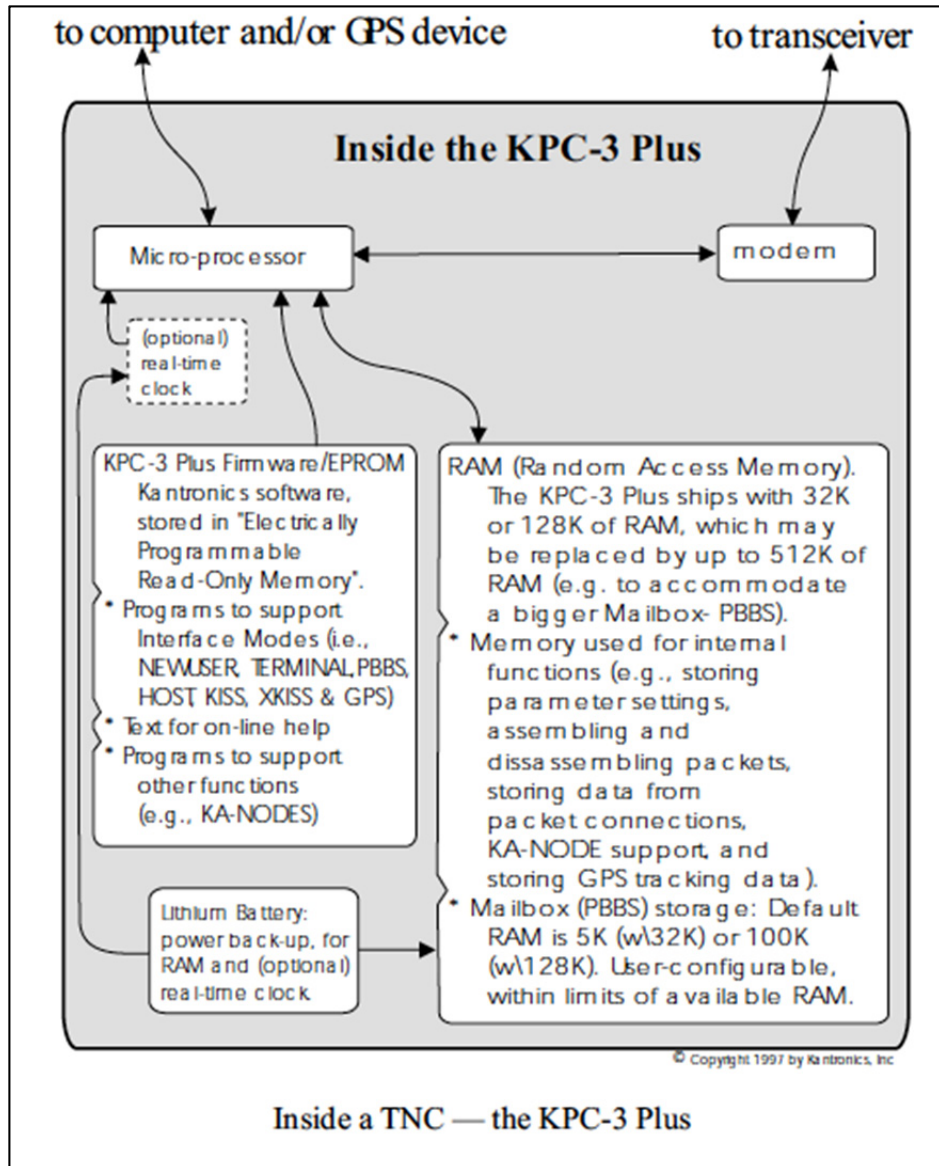 to computer and/or GPS device
to transceiver
Inside the KPC-3 Plus
Micro-processor
modem
(optional)
real-time
clock
KPC-3 Plus Firmware/EPROM
Kantronics software,
stored in "Electrically
Programmable
Read-Only Memory".
* Programs to support
Interface Modes (i.e.,
NEWUSER, TERMINAL,PBBS,
HOST, KISS, XKISS & GPS)
* Text for on-line help
* Programs to support
other functions
(e.g., KA-NODES)
RAM (Random Access Memory).
The KPC-3 Plus ships with 32K
or 128K of RAM, which may
be replaced by up to 512K of
RAM (e.g. to accommodate
a bigger Mailbox- PBBS).
* Memory used for internal
functions (e.g., storing
parameter settings,
assembling and
dissassembling packets,
storing data from
packet connections,
KA-NODE support, and
storing GPS tracking data).
* Mailbox (PBBS) storage: Default
RAM is 5K (w\32K) or 100K
(w\128K). User-configurable,
within limits of available RAM.
Lithium Battery:
power back-up, for
RAM and (optional)
real-time clock.
© Copyright 1997 by Kantronics, Inc
Inside a TNC — the KPC-3 Plus